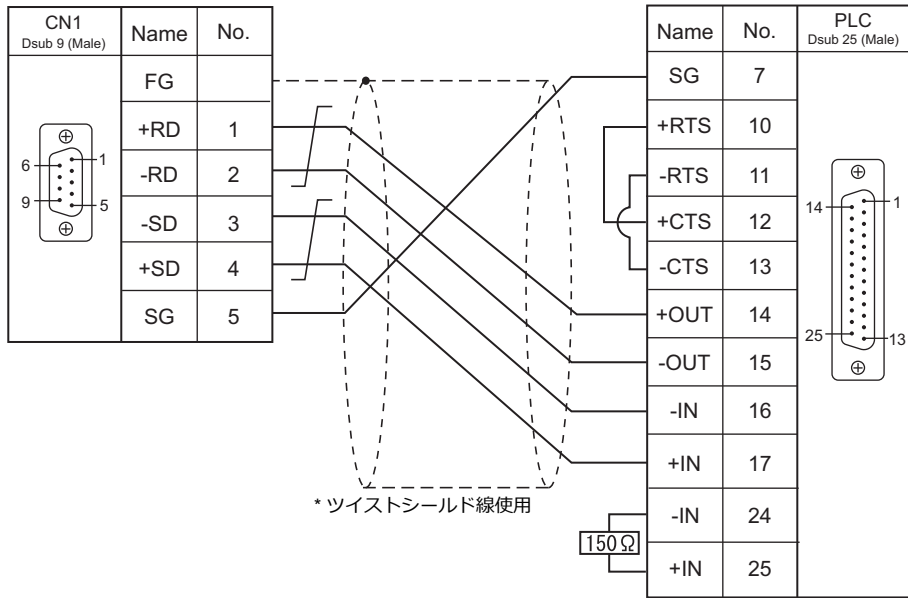 CN1
Dsub 9 (Male)
Name No.
FG
+RD 1
-RD 2
-SD 3
+SD 4
SG 5
6
1
9
5
Name No.
PLC
Dsub 25 (Male)
SG 7
+RTS 10
-RTS 11
+CTS 12
-CTS 13
+OUT 14
-OUT 15
-IN 16
+IN 17
-IN 24
+IN 25
14
1
25
13
150Ω
* ツイストシールド線使用